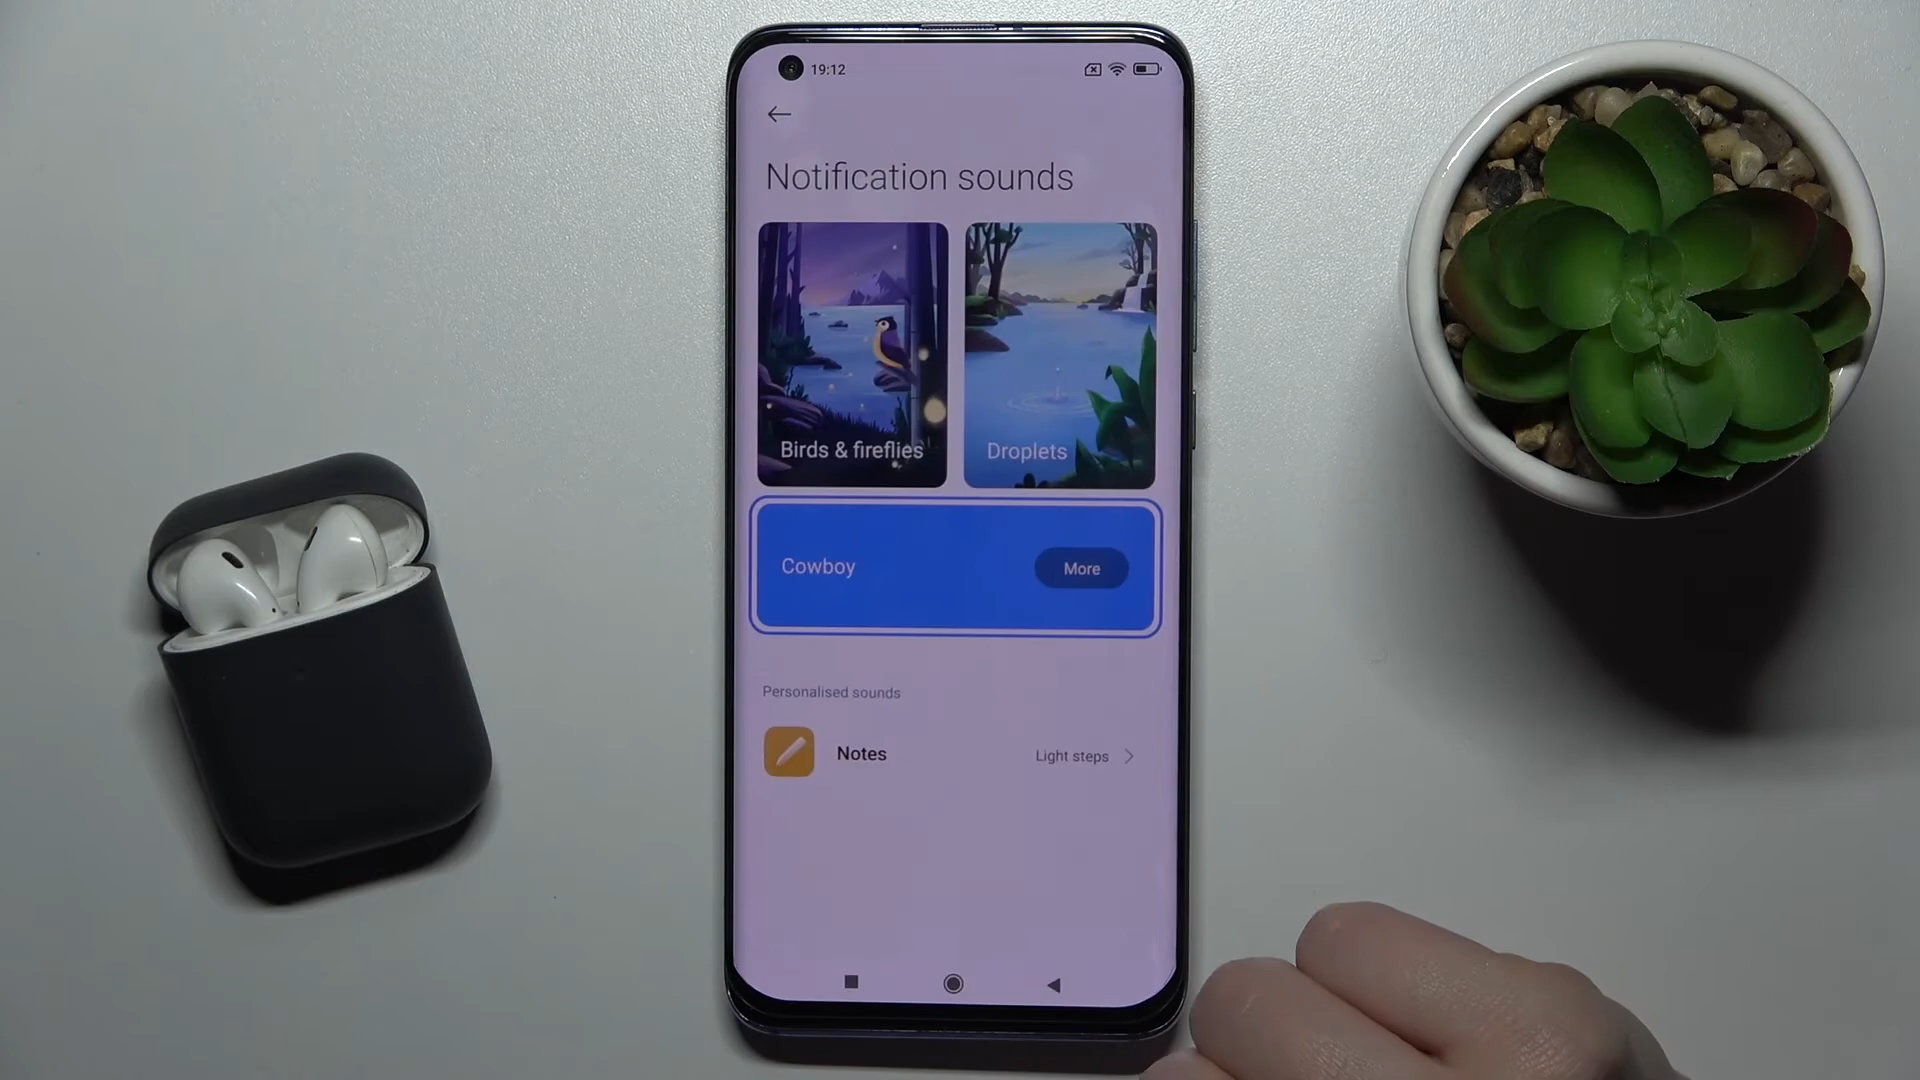 19:12
Notification sounds
Birds & fireflies
Droplets
Cowboy
More
Personalised sounds
Notes
Light steps